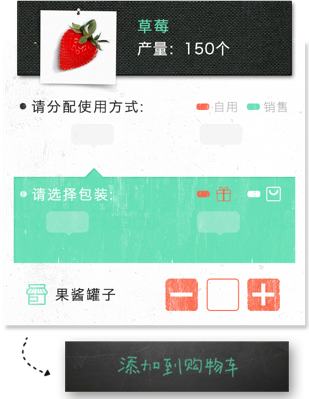 草莓
产量：150个
请分配使用方式：
自用
销售
请选择包装：
果酱罐子
添加到购物车